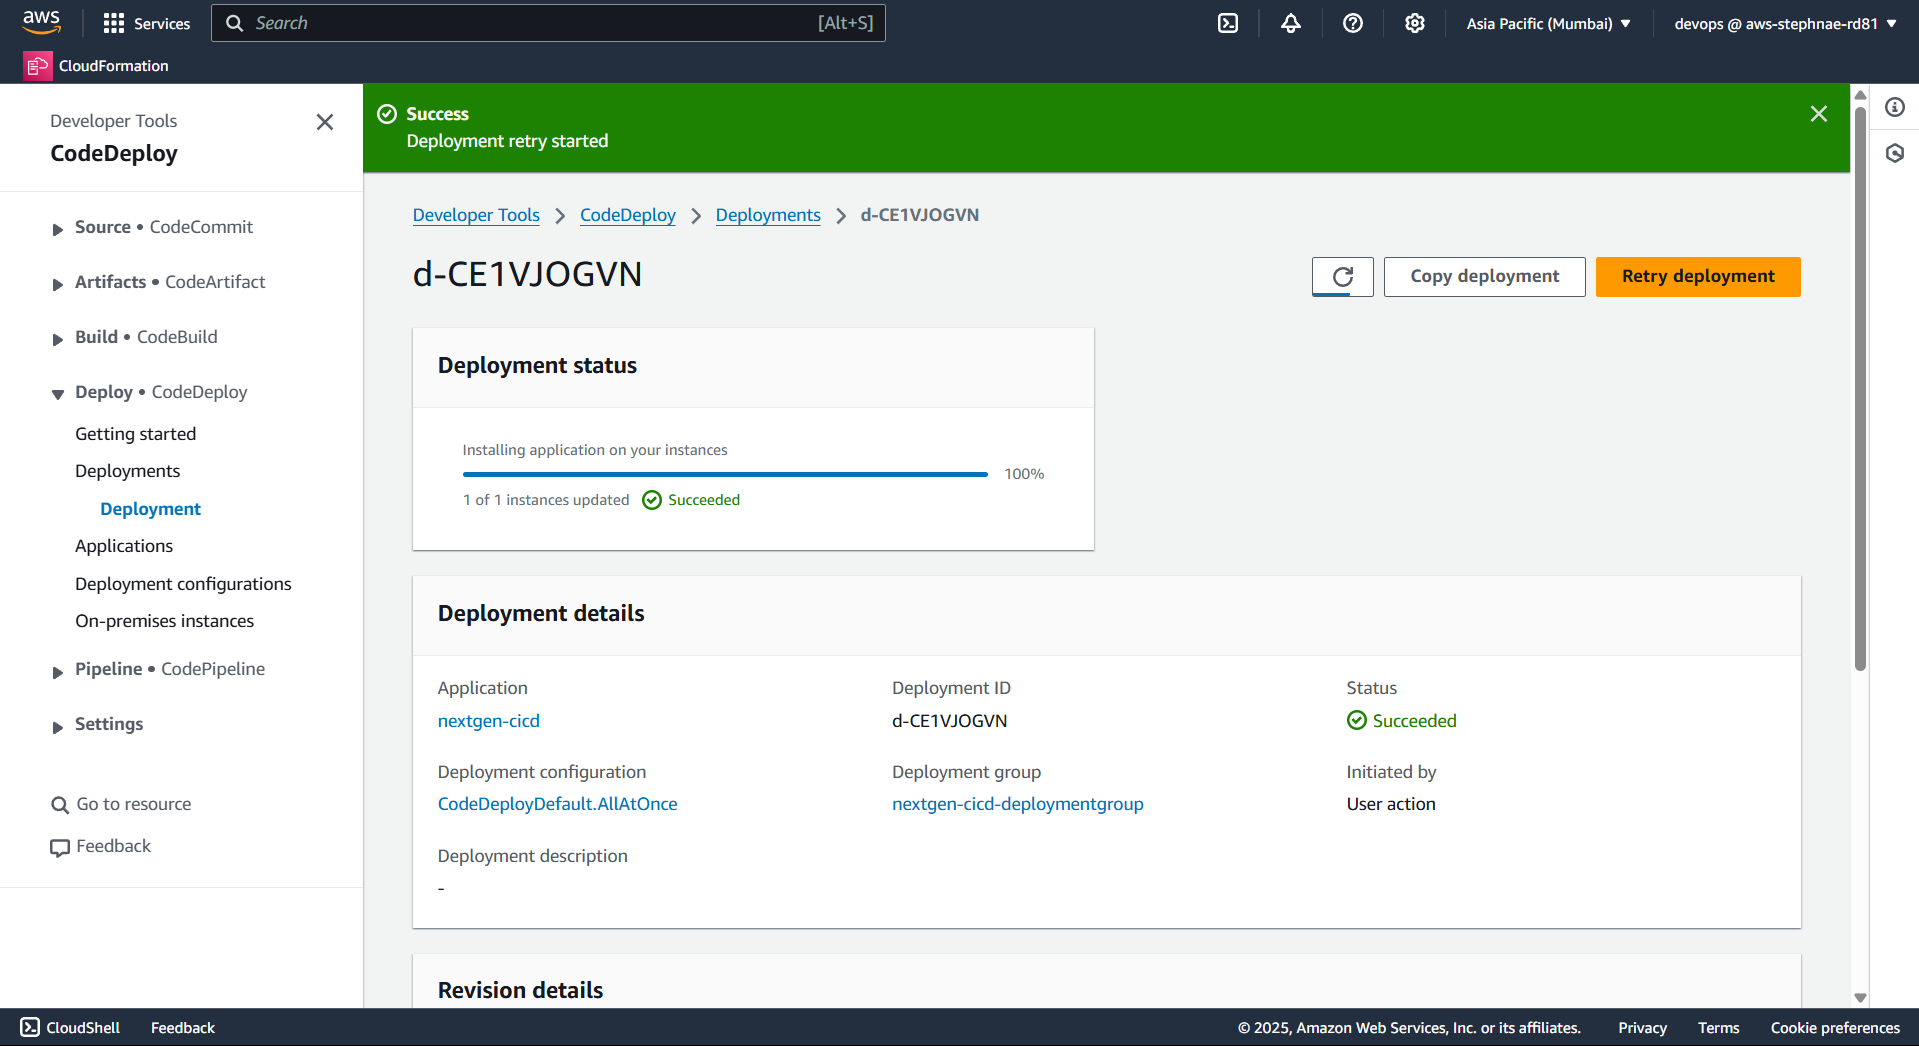 aws
Services
Search
[Alt+S]
Asia Pacific (Mumbai)
devops @ aws-stephnae-rd81
CloudFormation
Developer Tools
CodeDeploy
Source • CodeCommit
Artifacts • CodeArtifact
Build • CodeBuild
Deploy • CodeDeploy
Getting started
Deployments
Deployment
Applications
Deployment configurations
On-premises instances
Pipeline • CodePipeline
Settings
Go to resource
Feedback
Success
Deployment retry started
Developer Tools
CodeDeploy
Deployments
d-CE1VJOGVN
d-CE1VJOGVN
Copy deployment
Retry deployment
Deployment status
Installing application on your instances
100%
1 of 1 instances updated
Succeeded
Deployment details
Application
nextgen-cicd
Deployment ID
d-CE1VJOGVN
Status
Succeeded
Deployment configuration
CodeDeployDefault.AllAtOnce
Deployment group
nextgen-cicd-deploymentgroup
Initiated by
User action
Deployment description
-
Revision details
CloudShell
Feedback
© 2025, Amazon Web Services, Inc. or its affiliates.
Privacy
Terms
Cookie preferences